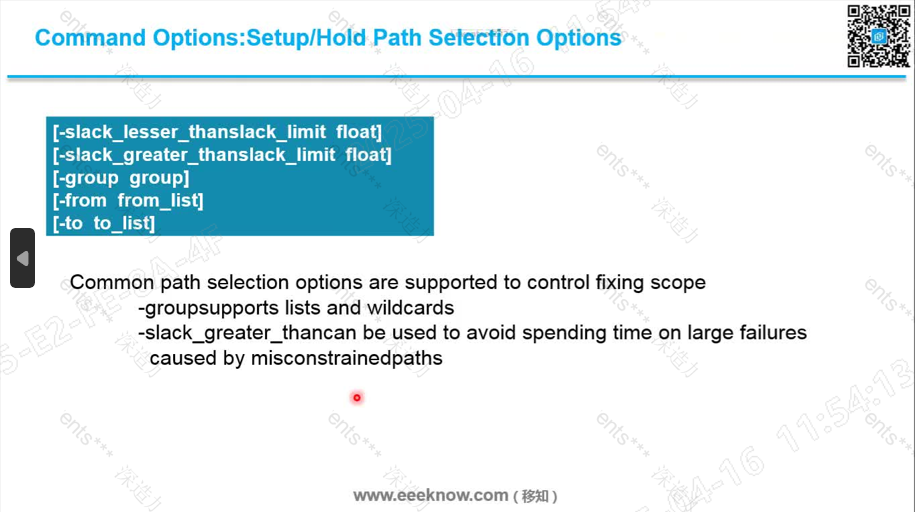 Command Options:Setup/Hold Path Selection Options
[-slack_lesser_thanslack_limit float]
[-slack_greater_thanslack_limit float]
[-group group]
[-from from_list]
[-to to_list]
Common path selection options are supported to control fixing scope
-groupsupports lists and wildcards
-slack_greater_thancan be used to avoid spending time on large failures
caused by misconstrainedpaths
www.eeeknow.com ( 移知 )